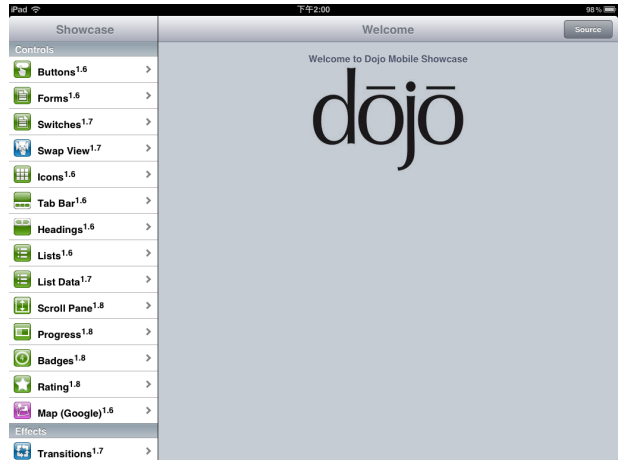 iPad 下午2:00 98%
Showcase
Welcome
Source
Controls
Buttons1.6
Forms1.6
Switches1.7
Swap View1.7
Icons1.6
Tab Bar1.6
Headings1.6
Lists1.6
List Data1.7
Scroll Pane1.8
Progress1.8
Badges1.8
Rating1.8
Map (Google)1.6
Effects
Transitions1.7
Welcome to Dojo Mobile Showcase
dōjō